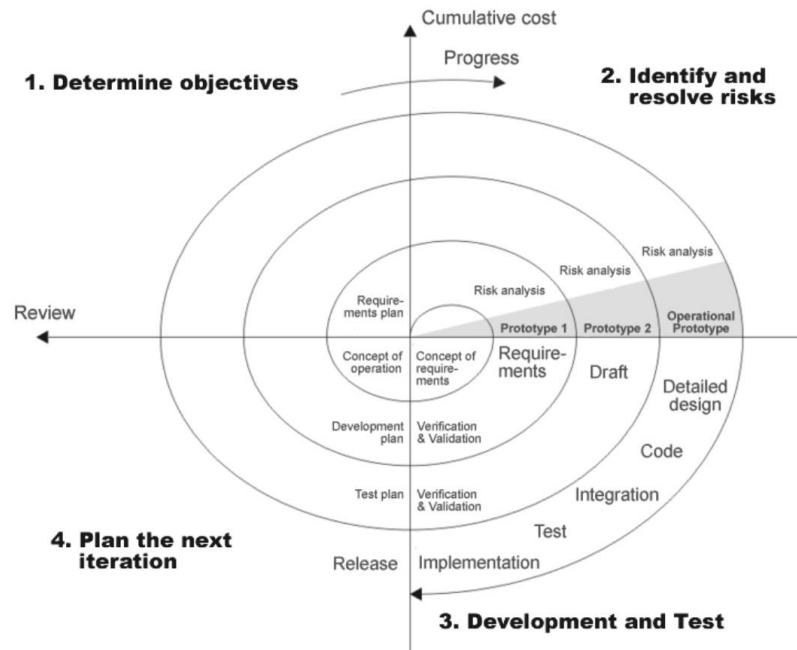 Cumulative cost
Progress
1. Determine objectives
2. Identify and
resolve risks
Risk analysis
Risk analysis
Risk analysis
Require-
ments plan
Review
Prototype 1
Prototype 2
Operational
Prototype
Concept of
operation
Concept of
require-
ments
Require-
ments
Draft
Detailed
design
Development
plan
Verification
& Validation
Code
Test plan
Verification
& Validation
Integration
Test
4. Plan the next
iteration
Release
Implementation
3. Development and Test